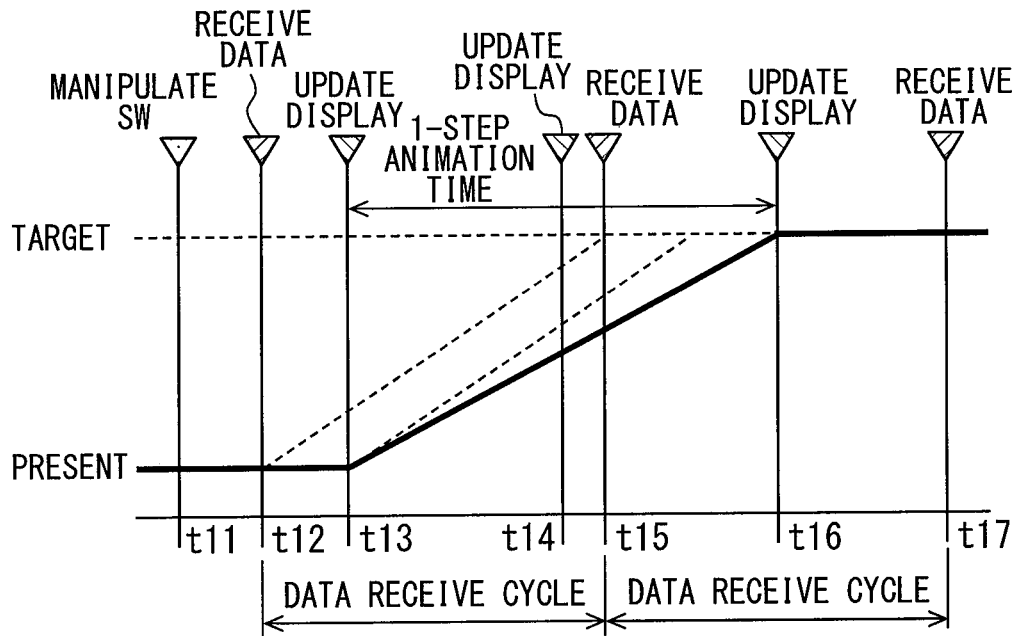 RECEIVE
DATA
MANIPULATE
SW
UPDATE
DISPLAY
UPDATE
DISPLAY
RECEIVE
DATA
UPDATE
DISPLAY
RECEIVE
DATA
1-STEP
ANIMATION
TIME
TARGET
PRESENT
t11
t12
t13
t14
t15
t16
t17
DATA RECEIVE CYCLE
DATA RECEIVE CYCLE